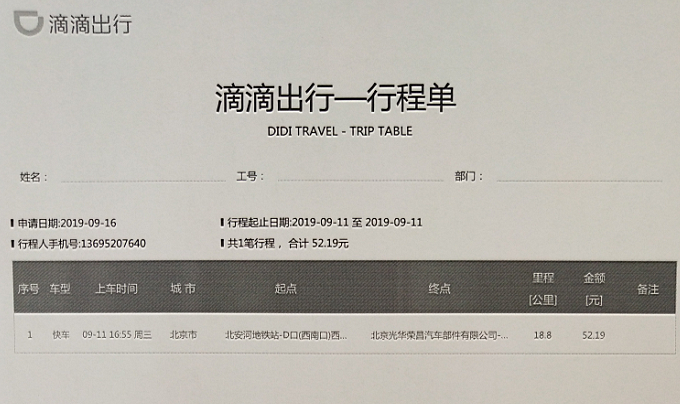 滴滴出行
滴滴出行—行程单
DIDI TRAVEL - TRIP TABLE
姓名： 工号： 部门：
申请日期:2019-09-16 行程起止日期:2019-09-11 至 2019-09-11
行程人手机号:13695207640 共1笔行程， 合计 52.19元
序号 车型 上车时间 城市 起点 终点 里程[公里] 金额[元] 备注
1 快车 09-11 16:55 周三 北京市 北安河地铁站-D口(西南口)西... 北京光华荣昌汽车部件有限公司-... 18.8 52.19